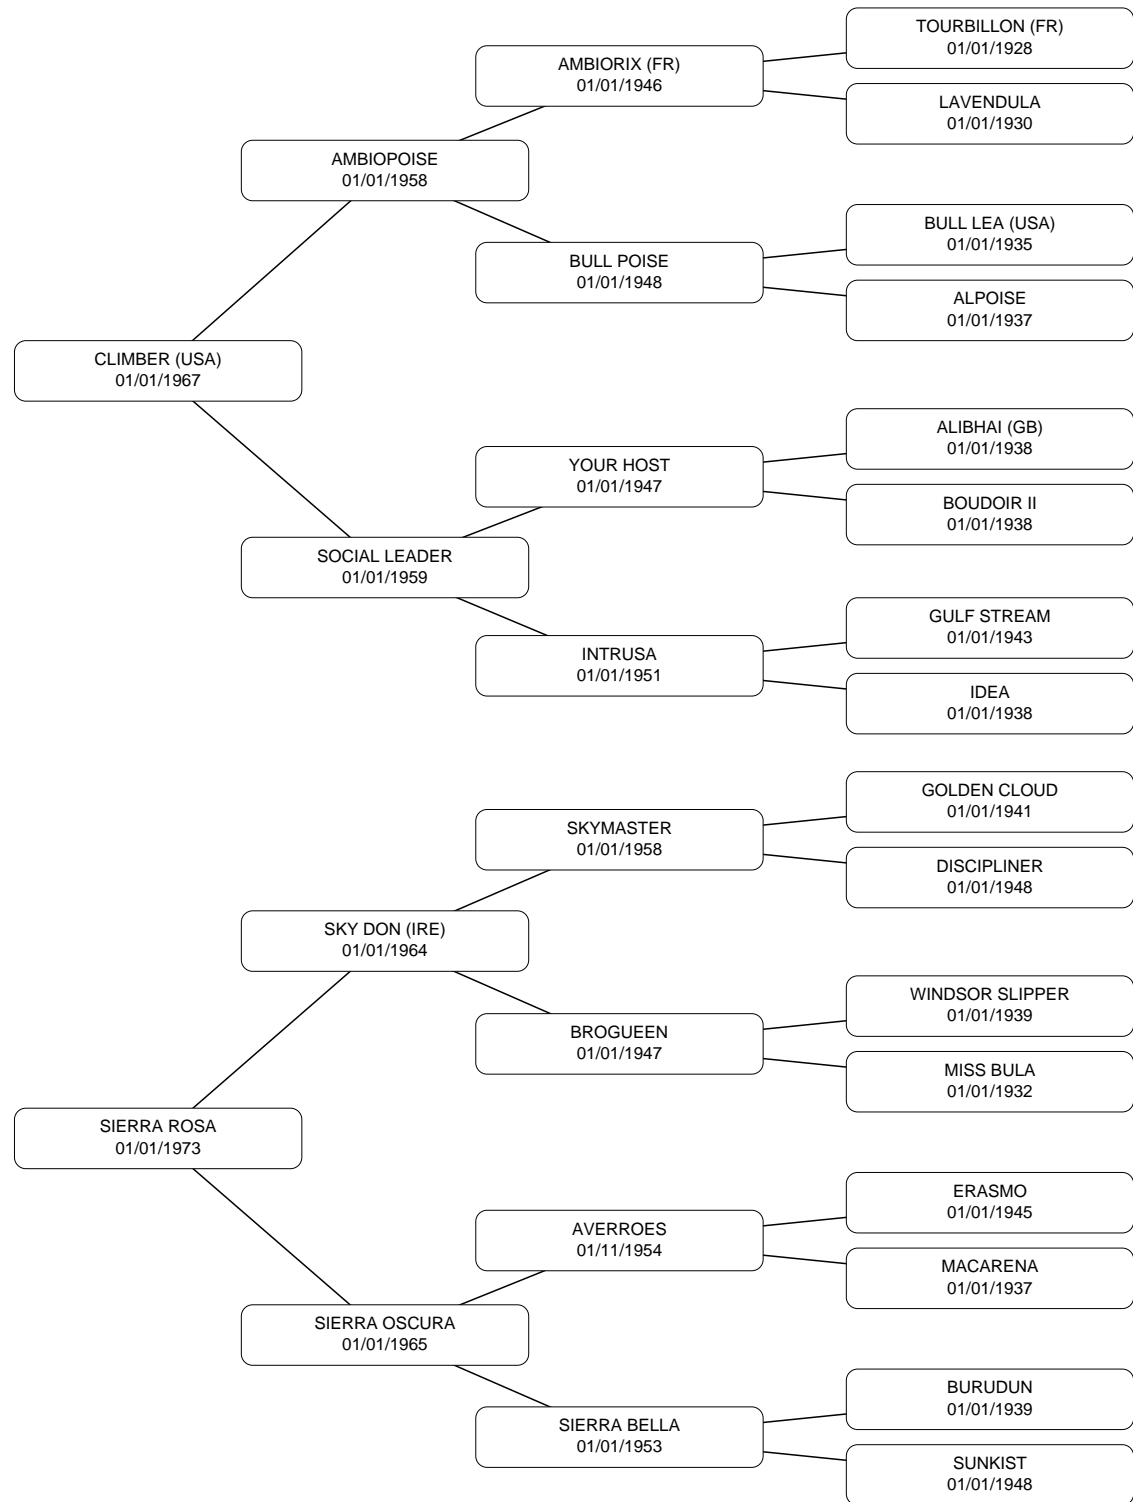 TOURBILLON (FR)
01/01/1928
AMBIORIX (FR)
01/01/1946
LAVENDULA
01/01/1930
AMBIOPOISE
01/01/1958
BULL LEA (USA)
01/01/1935
BULL POISE
01/01/1948
ALPOISE
01/01/1937
CLIMBER (USA)
01/01/1967
ALIBHAI (GB)
01/01/1938
YOUR HOST
01/01/1947
BOUDOIR II
01/01/1938
SOCIAL LEADER
01/01/1959
GULF STREAM
01/01/1943
INTRUSA
01/01/1951
IDEA
01/01/1938
GOLDEN CLOUD
01/01/1941
SKYMASTER
01/01/1958
DISCIPLINER
01/01/1948
SKY DON (IRE)
01/01/1964
WINDSOR SLIPPER
01/01/1939
BROGUEEN
01/01/1947
MISS BULA
01/01/1932
SIERRA ROSA
01/01/1973
ERASMO
01/01/1945
AVERROES
01/11/1954
MACARENA
01/01/1937
SIERRA OSCURA
01/01/1965
BURUDUN
01/01/1939
SIERRA BELLA
01/01/1953
SUNKIST
01/01/1948